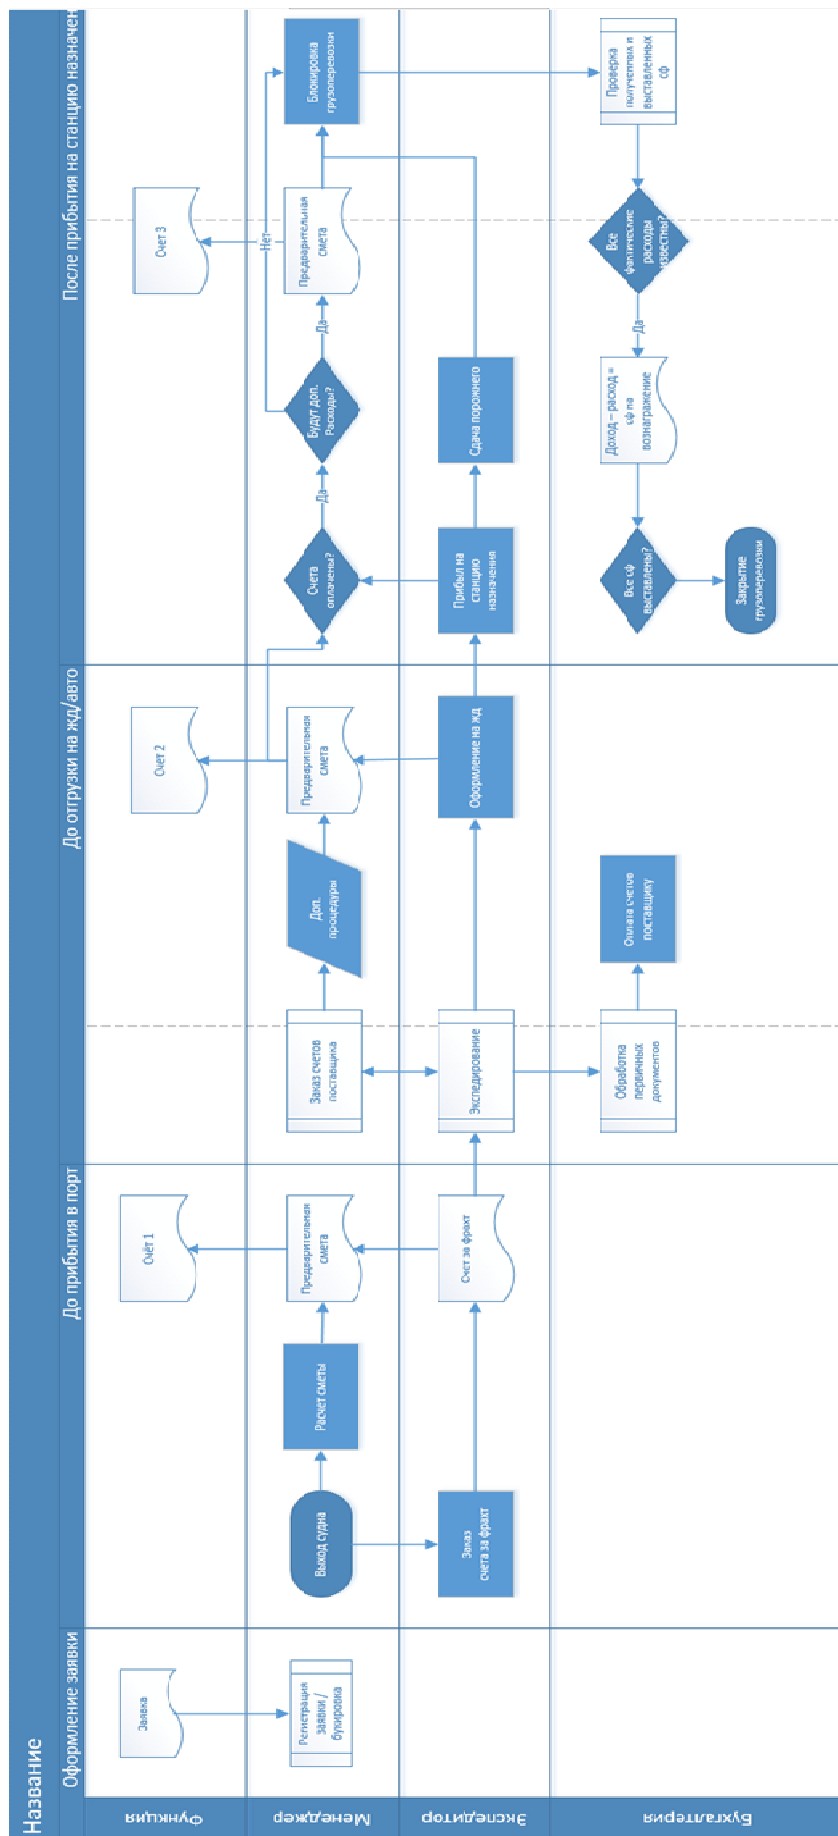 Название
Оформление заявки
До прибытия в порт
До отгрузки на жд/авто
После прибытия на станцию назначен
Функция
Заявка
Счёт 1
Счет 2
Счет 3
Менеджер
Регистрация
заявки /
букировка
Выход судна
Расчет сметы
Предварительная
смета
Заказ счетов
поставщика
Доп.
процедуры
Предварительная
смета
Счета
оплачены?
Да
Будут доп.
Расходы?
Да
Нет
Предварительная
смета
Блокировка
грузоперевозки
Экспедитор
Заказ
счета за фрахт
Счет за фрахт
Экспедирование
Оформление на жд
Прибыл на
станцию
назначения
Сдача порожнего
Бухгалтерия
Обработка
первичных
документов
Оплата счетов
поставщику
Проверка
полученных и
выставленных
сф
Все
фактические
расходы
известны?
Да
Доход – расход =
сф на
вознаграждение
Все сф
выставлены?
Закрытие
грузоперевозки